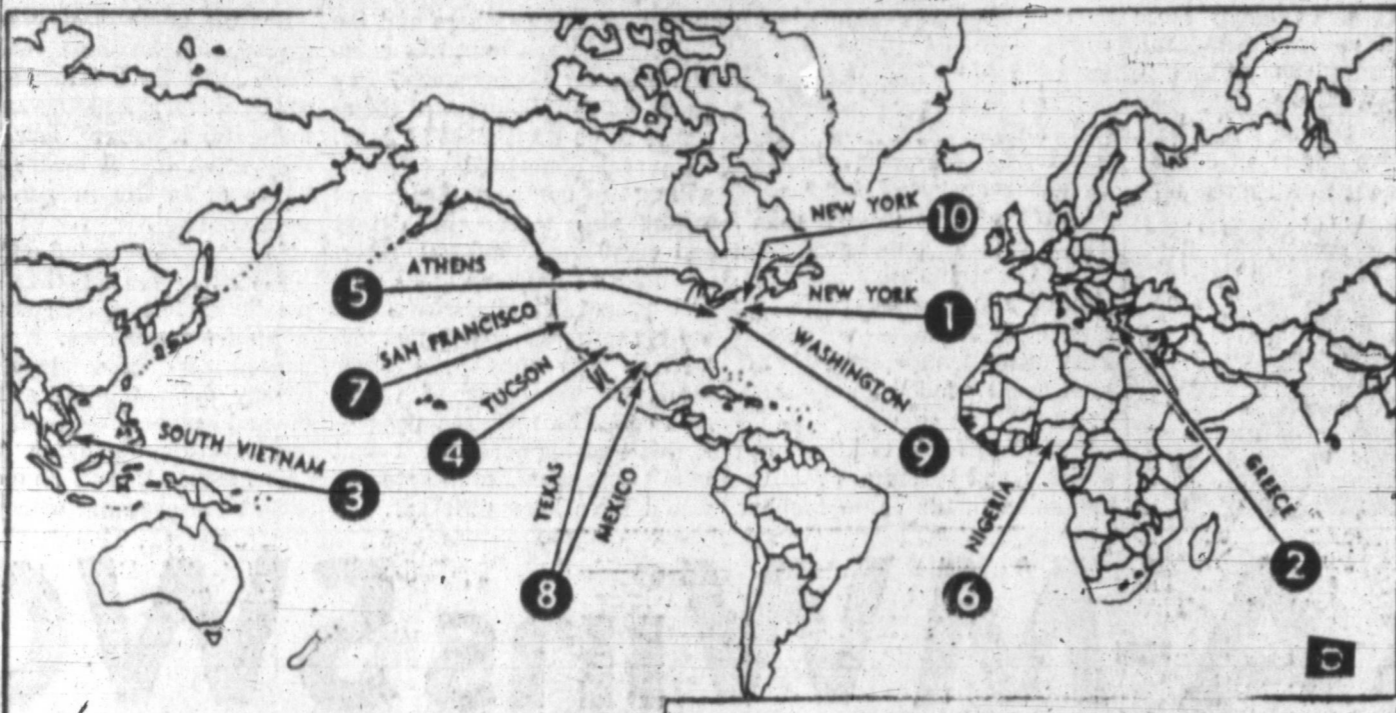 NEW YORK
10
ATHENS
5
NEW YORK
1
SAN FRANCISCO
7
WASHINGTON
9
TUCSON
4
SOUTH VIETNAM
3
TEXAS
MEXICO
8
NIGERIA
6
GREECE
2